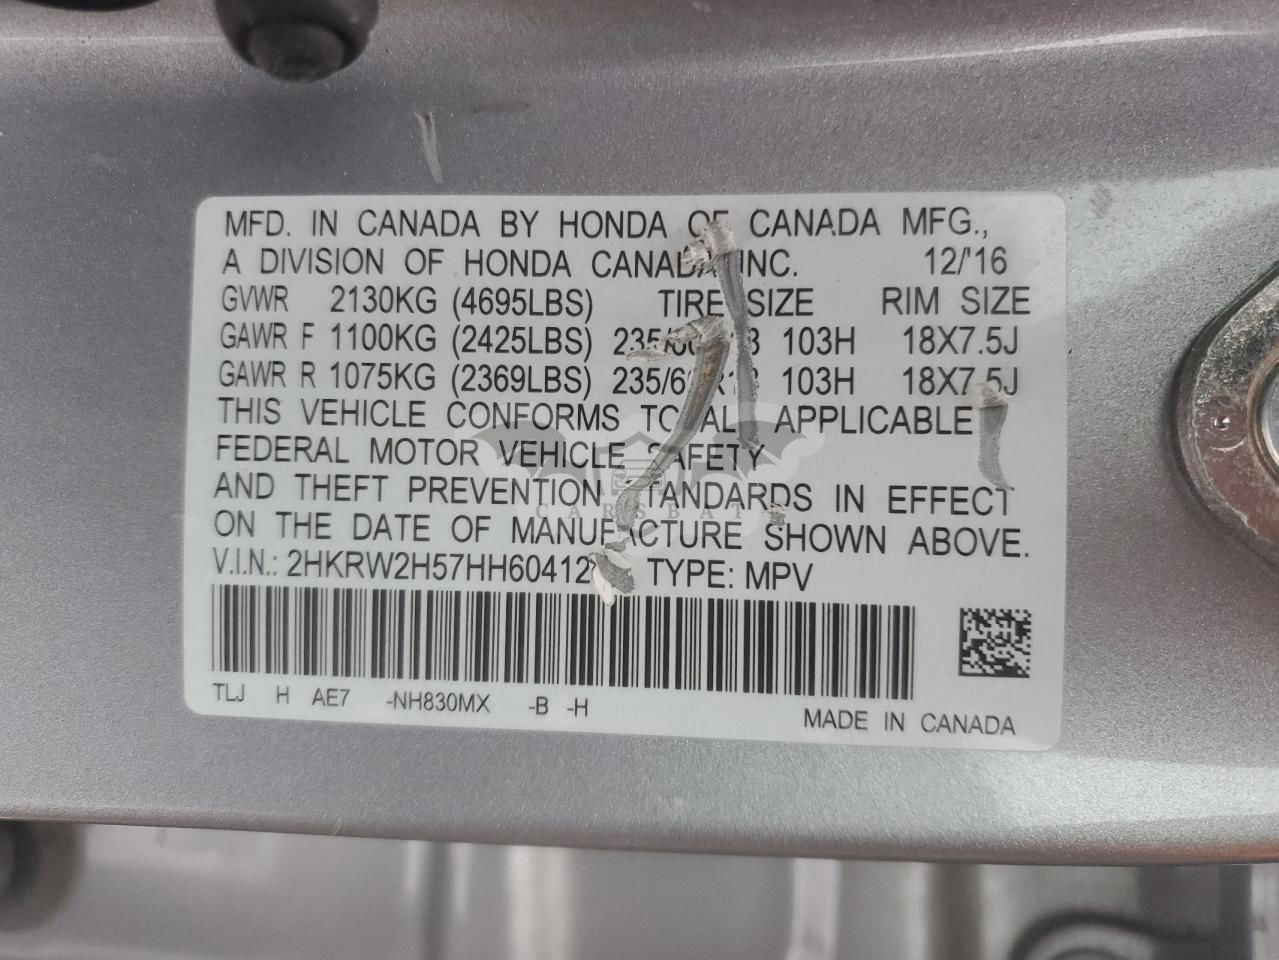 MFD. IN CANADA BY HONDA OF CANADA MFG.,
A DIVISION OF HONDA CANADA INC. 12/'16
GVWR 2130KG (4695LBS) TIRE SIZE RIM SIZE
GAWR F 1100KG (2425LBS) 103H 18X7.5J
GAWR R 1075KG (2369LBS) 103H 18X7.5J
THIS VEHICLE CONFORMS TO ALL APPLICABLE
FEDERAL MOTOR VEHICLE SAFETY
AND THEFT PREVENTION STANDARDS IN EFFECT
ON THE DATE OF MANUFACTURE SHOWN ABOVE.
V.I.N.: TYPE: MPV
TLJ H AE7 -NH830MX -B -H
MADE IN CANADA
CARSBAT